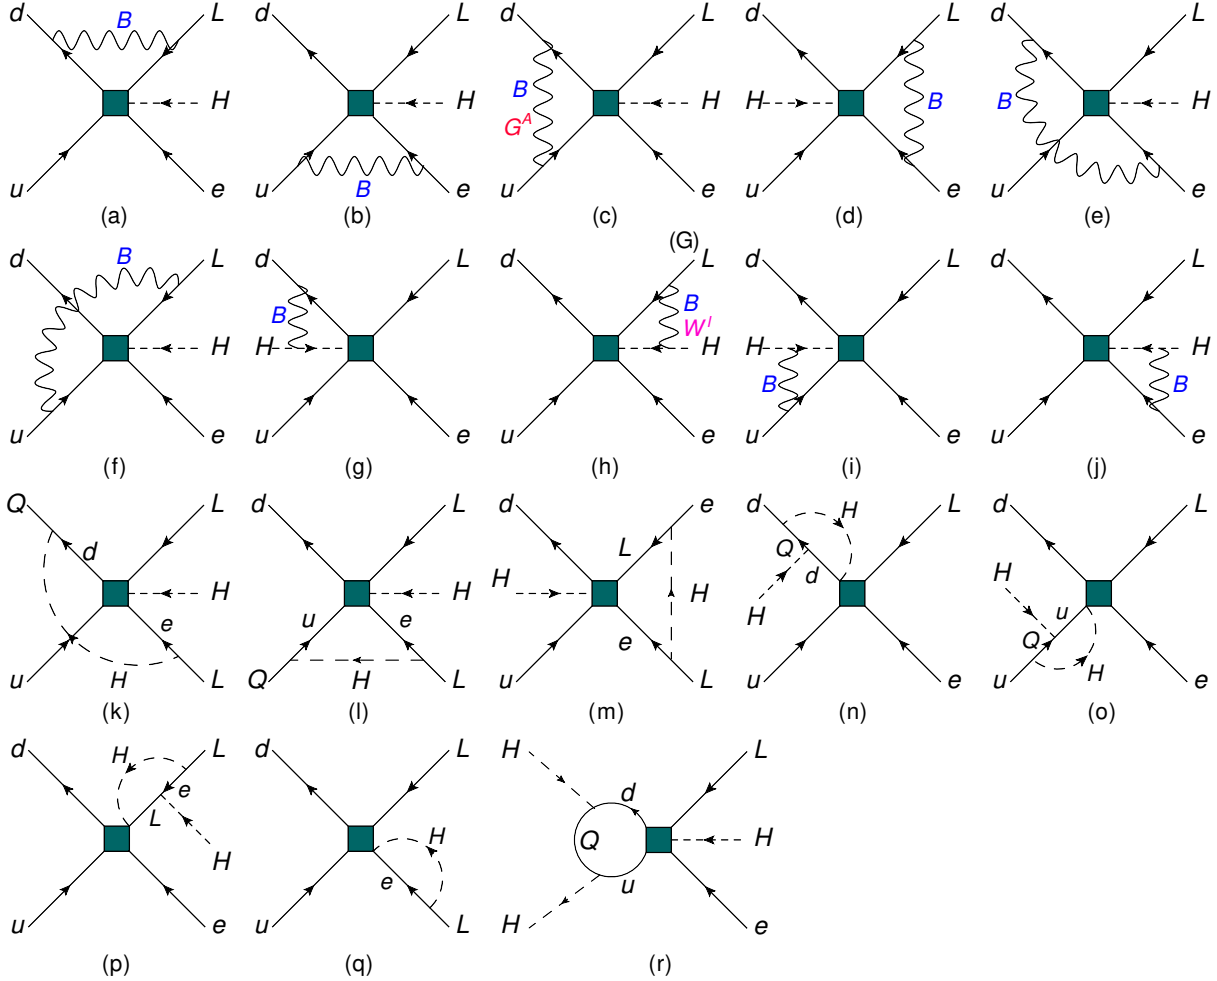 d B L
H
u e
(a)
d L
H
u B e
(b)
d L
B
G^A
H
u e
(c)
d L
H B
u e
(d)
d L
B H
u e
(e)
d B L
H
u e
(f)
d L
B
H
u e
(g)
(G)
d L
B
W^I
H
u e
(h)
d L
H
B
u e
(i)
d L
H
B
u e
(j)
Q L
d
H
e
u H L
(k)
d L
H
u e
Q H L
(l)
d e
L
H H
e
u L
(m)
d H L
Q
d
H
u e
(n)
d L
H
u
Q
u H e
(o)
d H L
e
L
H
u e
(p)
d L
H
e
u L
(q)
H L
d
Q H
u
H e
(r)